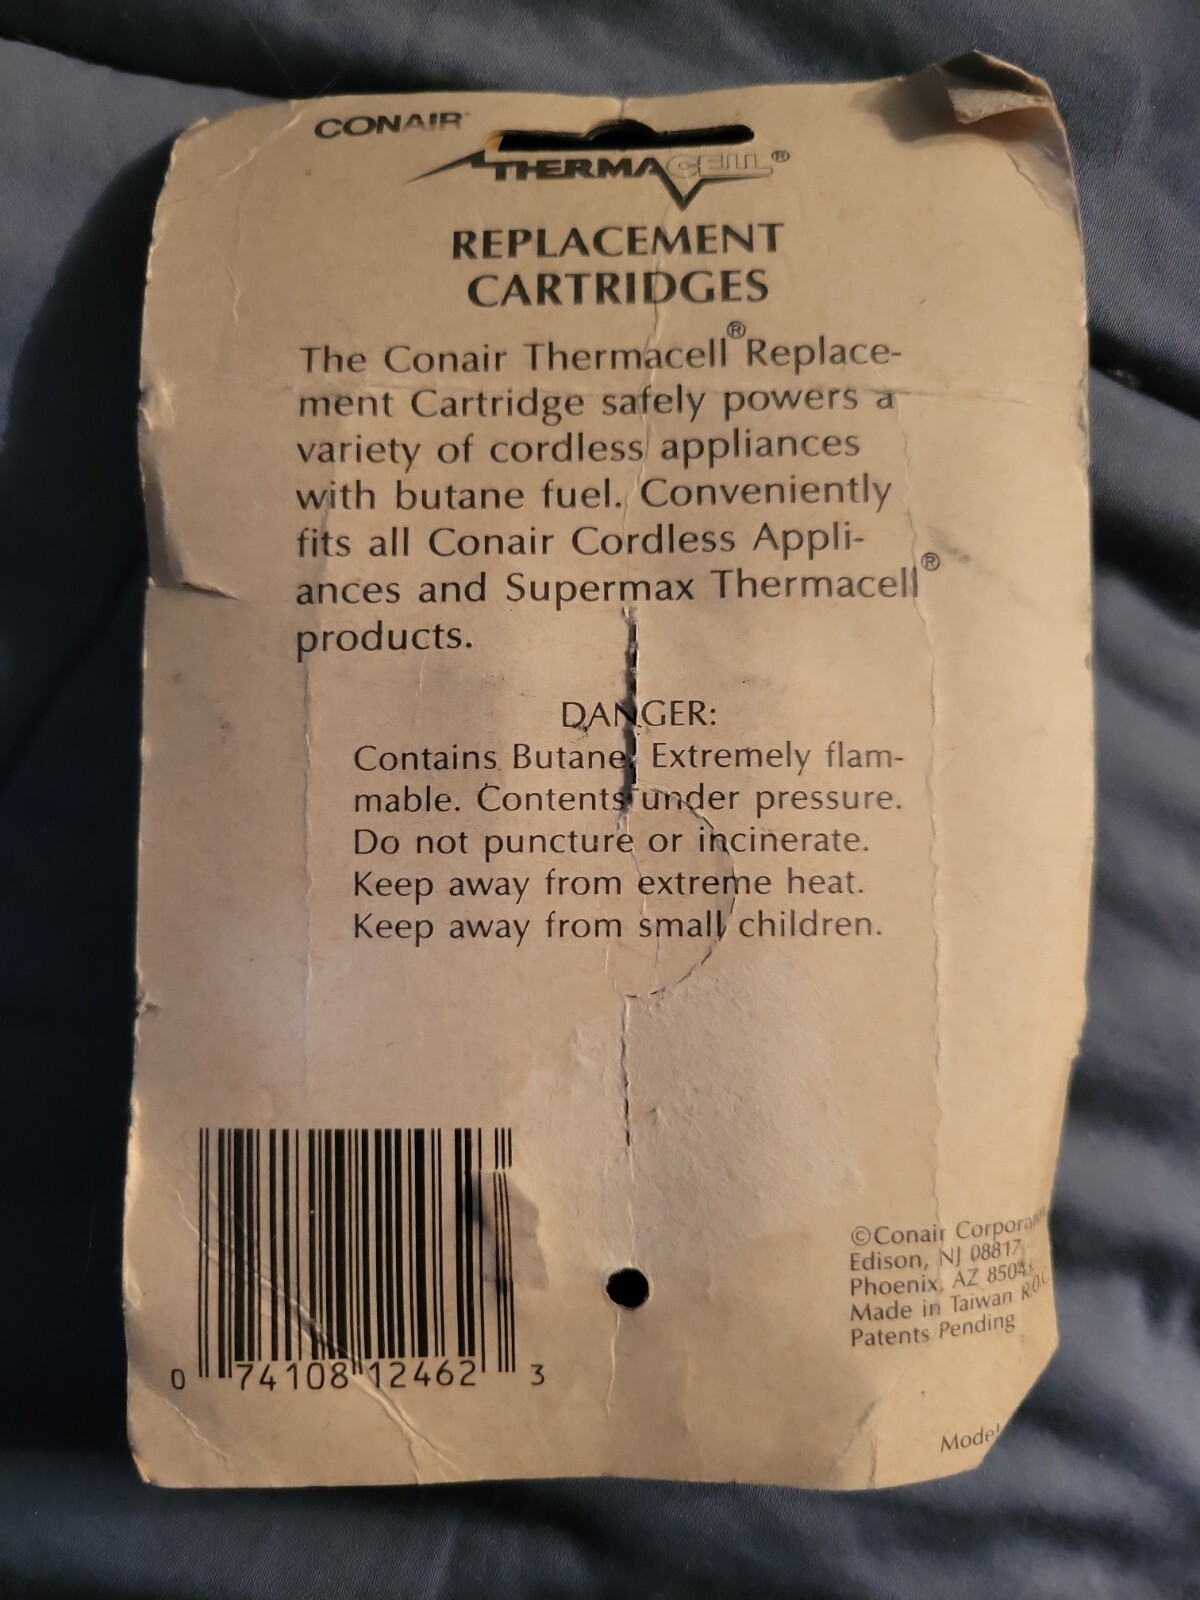 CONAIR
THERMACELL®
REPLACEMENT
CARTRIDGES
The Conair Thermacell® Replace-
ment Cartridge safely powers a
variety of cordless appliances
with butane fuel. Conveniently
fits all Conair Cordless Appli-
ances and Supermax Thermacell®
products.
DANGER:
Contains Butane. Extremely flam-
mable. Contents under pressure.
Do not puncture or incinerate.
Keep away from extreme heat.
Keep away from small children.
0 74108 12462 3
©Conair Corporation
Edison, NJ 08817
Phoenix, AZ
Made in Taiwan R.O.C.
Patents Pending
Model